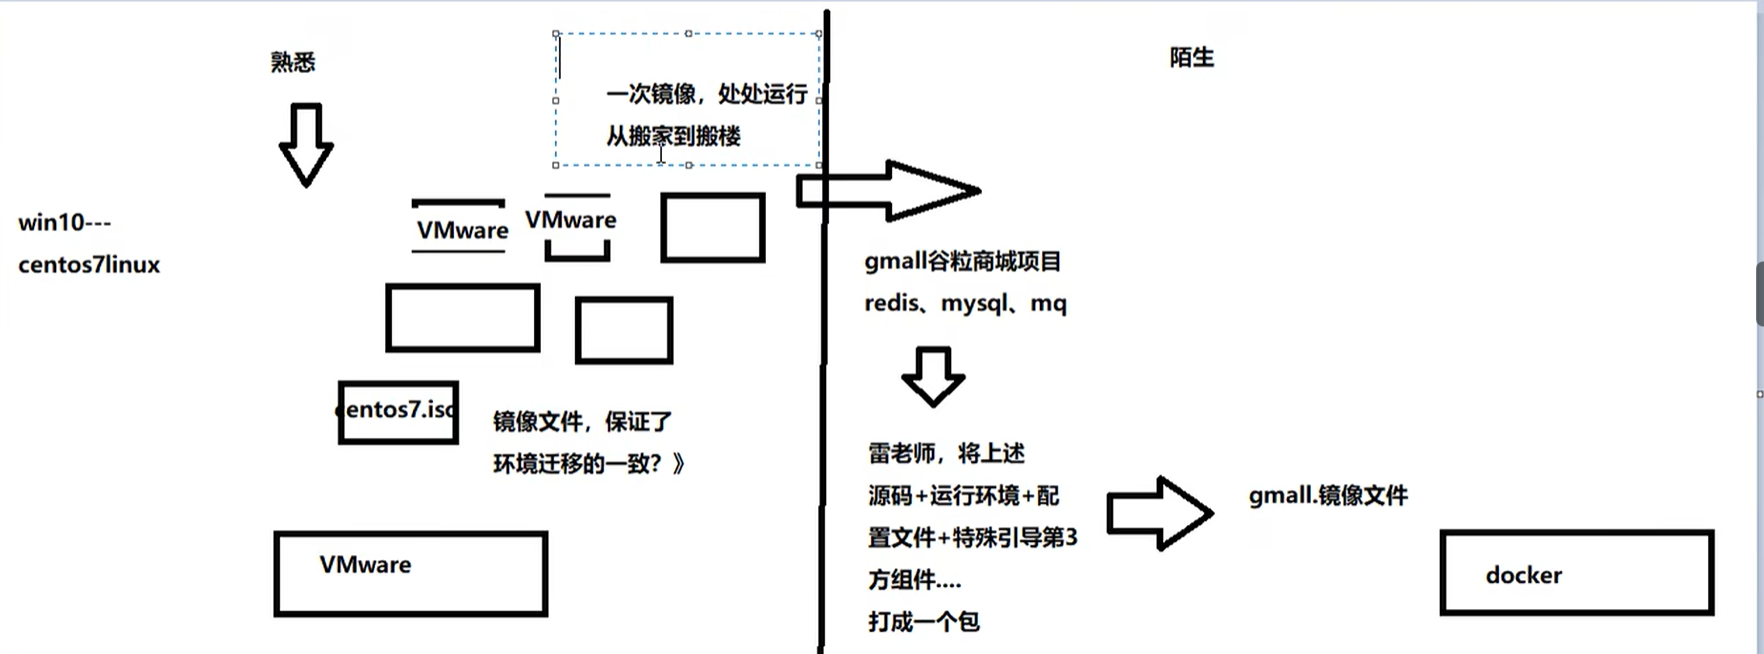 熟悉
一次镜像，处处运行
从搬家到搬楼
win10---
centos7linux
VMware
VMware
centos7.iso
镜像文件，保证了
环境迁移的一致？》
VMware
陌生
gmall谷粒商城项目
redis、mysql、mq
雷老师，将上述
源码+运行环境+配
置文件+特殊引导第3
方组件....
打成一个包
gmall.镜像文件
docker